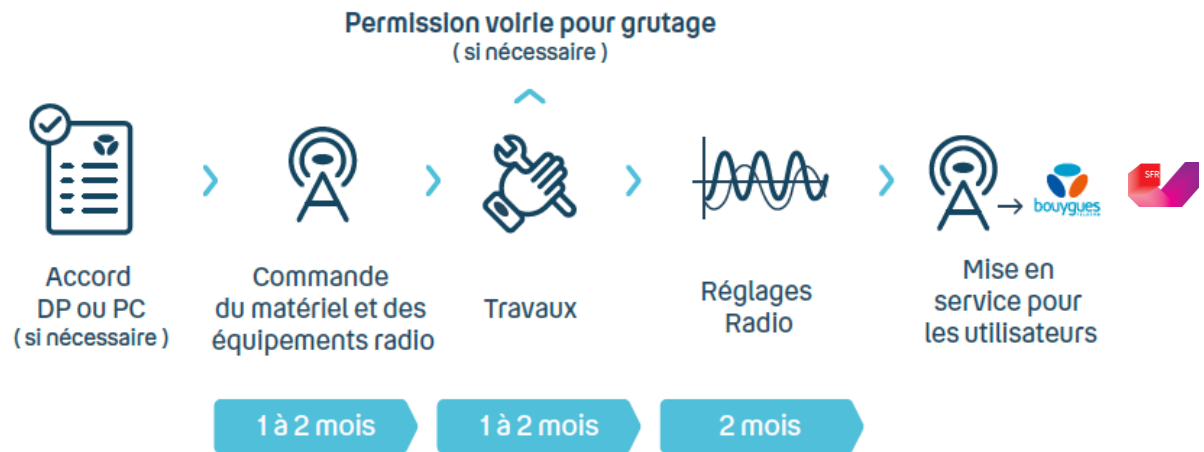 Permission voirie pour grutage
( si nécessaire )
SFR
bouygues
TELECOM
Accord
DP ou PC
( si nécessaire )
Commande
du matériel et des
équipements radio
Travaux
Réglages
Radio
Mise en
service pour
les utilisateurs
1 à 2 mois
1 à 2 mois
2 mois